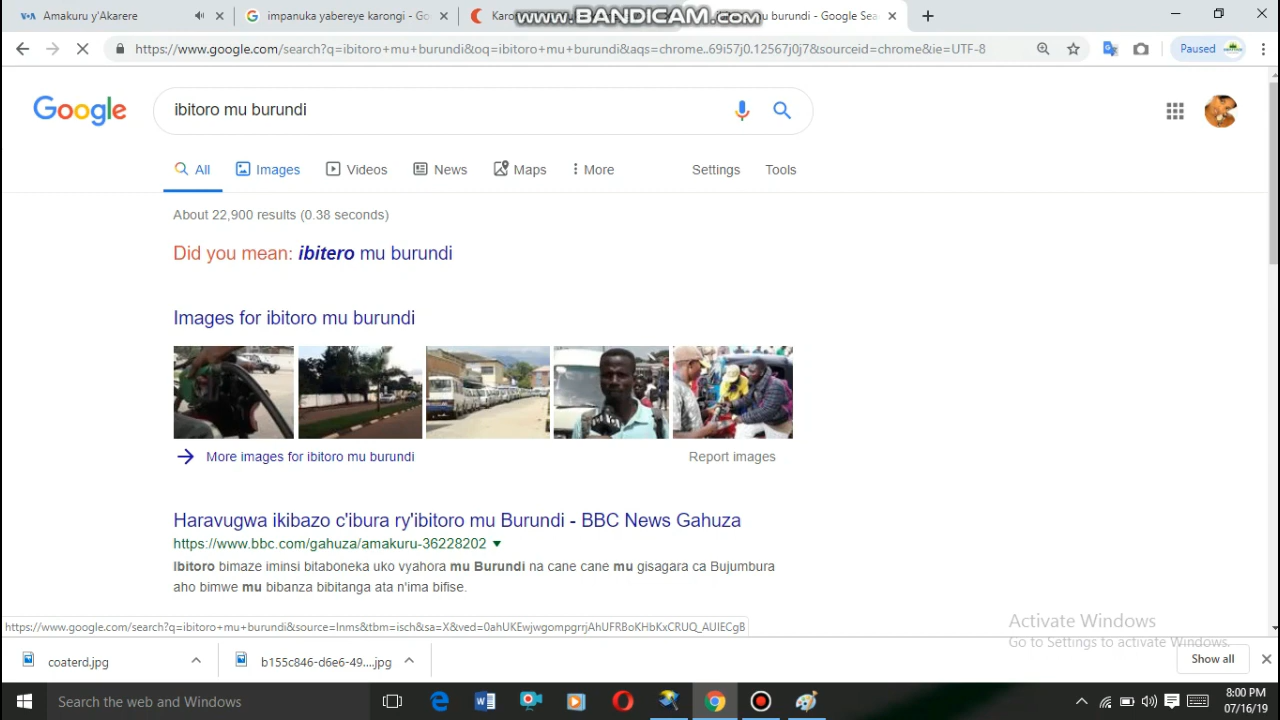 Amakuru y'Akarere
impanuka yabereye karongi - Go
Karo
www.BANDICAM.com
mu burundi - Google Sea
https://www.google.com/search?q=ibitoro+mu+burundi&oq=ibitoro+mu+burundi&aqs=chrome..69i57j0.12567j0j7&sourceid=chrome&ie=UTF-8
Paused
Google
ibitoro mu burundi
All
Images
Videos
News
Maps
More
Settings
Tools
About 22,900 results (0.38 seconds)
Did you mean: ibitero mu burundi
Images for ibitoro mu burundi
More images for ibitoro mu burundi
Report images
Haravugwa ikibazo c'ibura ry'ibitoro mu Burundi - BBC News Gahuza
https://www.bbc.com/gahuza/amakuru-36228202
Ibitoro bimaze iminsi bitaboneka uko vyahora mu Burundi na cane cane mu gisagara ca Bujumbura
aho bimwe mu bibanza bibitanga ata n'ima bifise.
https://www.google.com/search?q=ibitoro+mu+burundi&source=lnms&tbm=isch&sa=X&ved=0ahUKEwjwgompgrrjAhUFRBoKHbKxCRUQ_AUIECgB
Activate Windows
Go to Settings to activate Windows.
coaterd.jpg
b155c846-d6e6-49....jpg
Show all
Search the web and Windows
8:00 PM
07/16/19